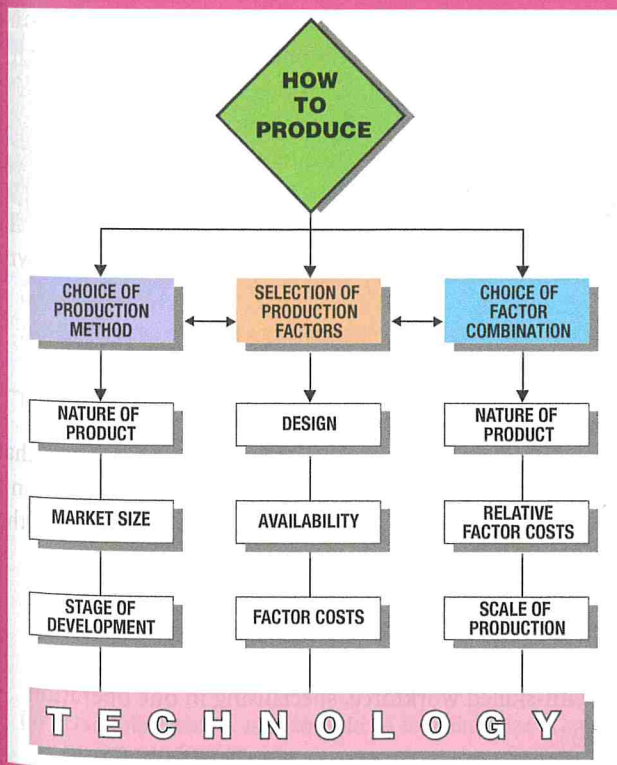 HOW
TO
PRODUCE
CHOICE OF
PRODUCTION
METHOD
SELECTION OF
PRODUCTION
FACTORS
CHOICE OF
FACTOR
COMBINATION
NATURE OF
PRODUCT
DESIGN
NATURE OF
PRODUCT
MARKET SIZE
AVAILABILITY
RELATIVE
FACTOR COSTS
STAGE OF
DEVELOPMENT
FACTOR COSTS
SCALE OF
PRODUCTION
TECHNOLOGY